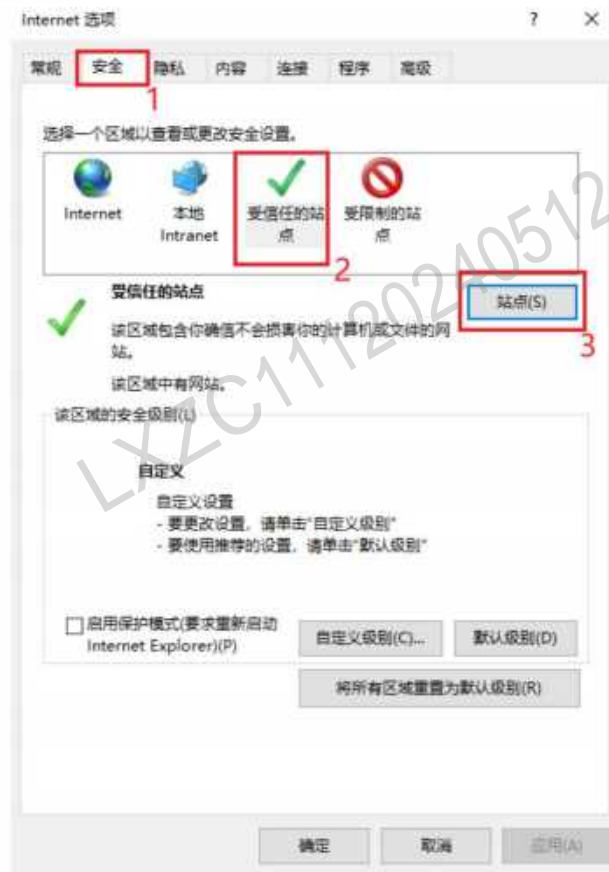 Internet 选项
? ×
常规 安全 隐私 内容 连接 程序 高级
1
选择一个区域以查看或更改安全设置。
Internet
本地
Intranet
受信任的站
点
受限制的站
点
2
受信任的站点
站点(S)
3
该区域包含你确信不会损害你的计算机或文件的网
站。
该区域中有网站。
该区域的安全级别(L)
自定义
自定义设置
- 要更改设置，请单击"自定义级别"
- 要使用推荐的设置，请单击"默认级别"
启用保护模式(要求重新启动
Internet Explorer)(P)
自定义级别(C)... 默认级别(D)
将所有区域重置为默认级别(R)
确定 取消 应用(A)
LXZC11120240512